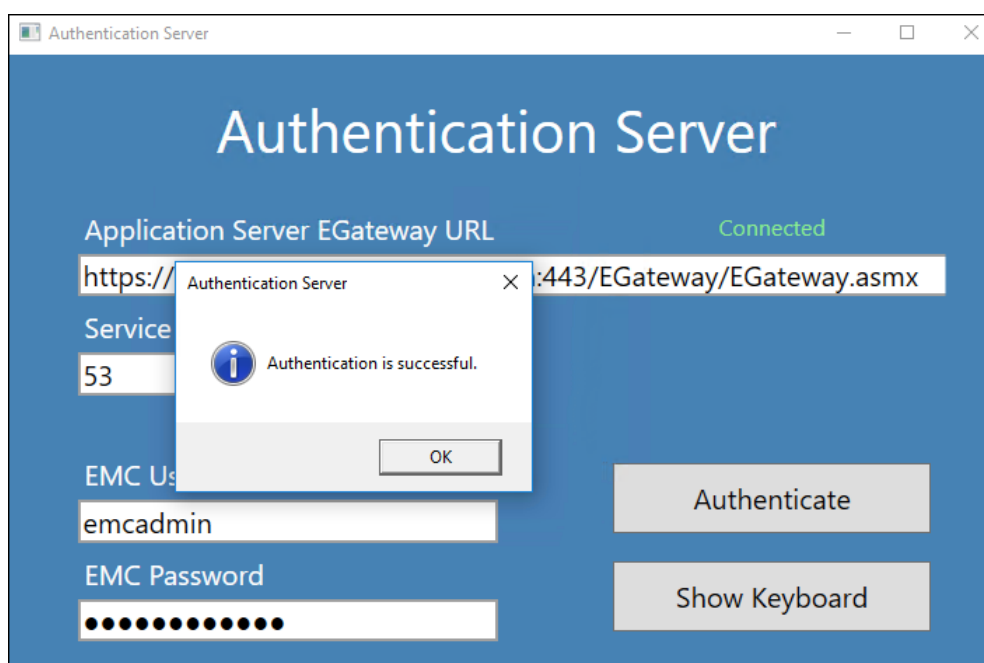 Authentication Server
Authentication Server
Application Server EGateway URL
Connected
https:// :443/EGateway/EGateway.asmx
Authentication Server
Service
Authentication is successful.
53
OK
EMC Us
Authenticate
emcadmin
EMC Password
Show Keyboard
●●●●●●●●●●●●